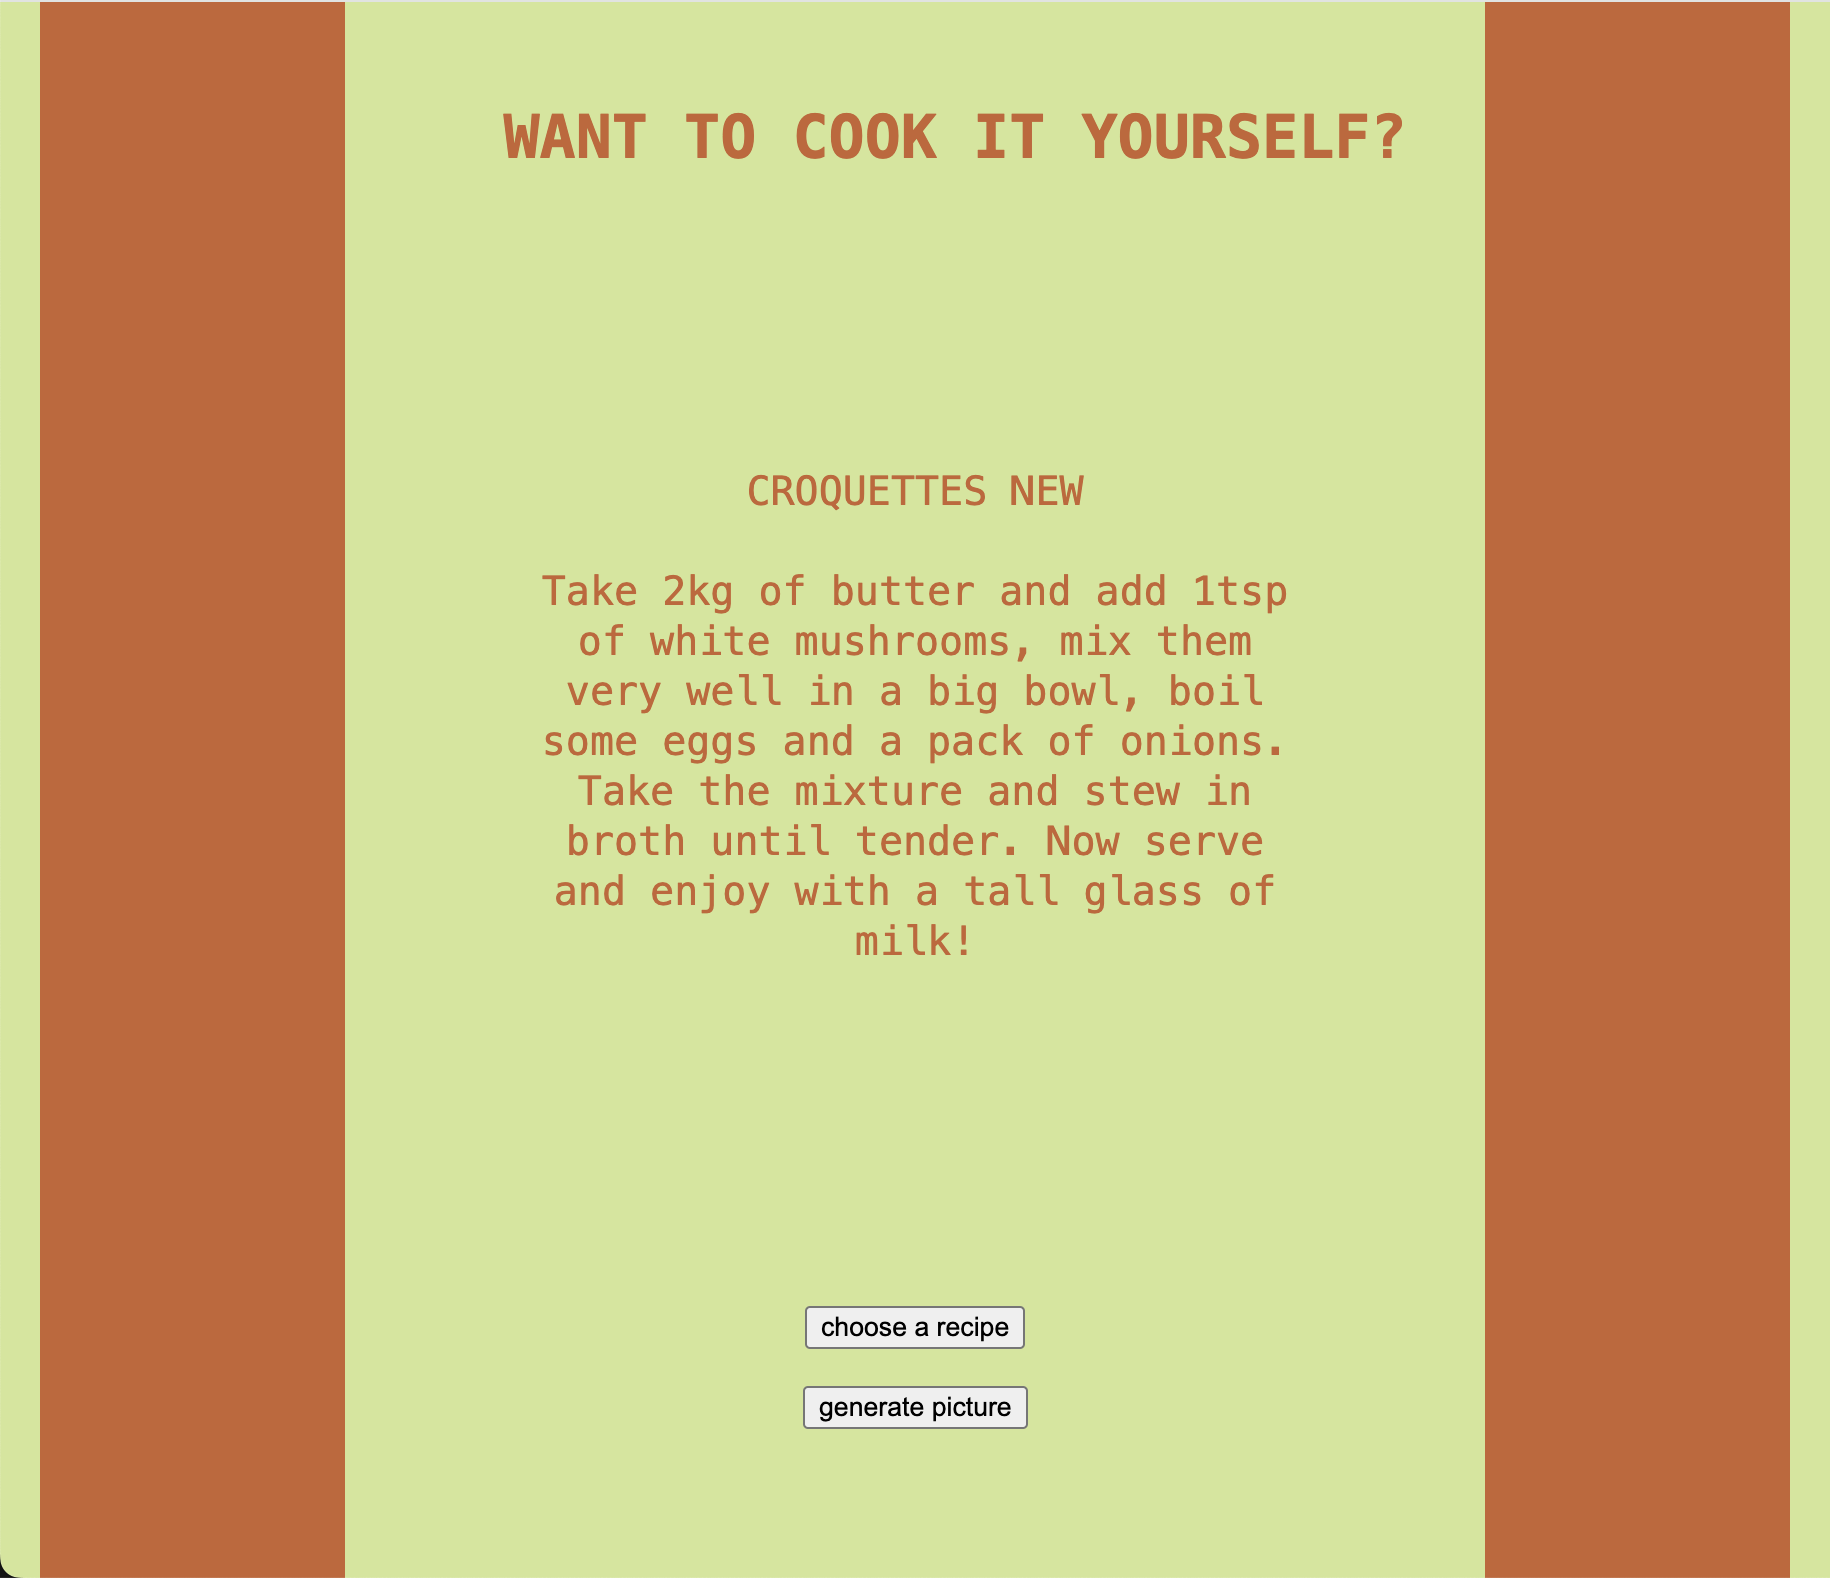 WANT TO COOK IT YOURSELF?
CROQUETTES NEW
Take 2kg of butter and add 1tsp
of white mushrooms, mix them
very well in a big bowl, boil
some eggs and a pack of onions.
Take the mixture and stew in
broth until tender. Now serve
and enjoy with a tall glass of
milk!
choose a recipe
generate picture